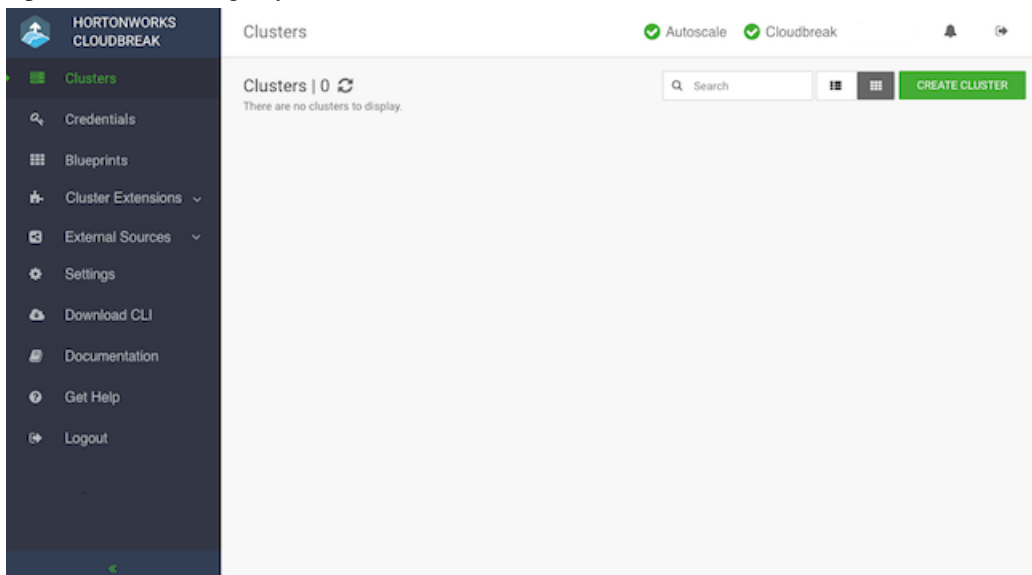 HORTONWORKS
CLOUDBREAK
Clusters
Autoscale
Cloudbreak
Clusters
Credentials
Blueprints
Cluster Extensions
External Sources
Settings
Download CLI
Documentation
Get Help
Logout
Clusters | 0
There are no clusters to display.
Search
CREATE CLUSTER